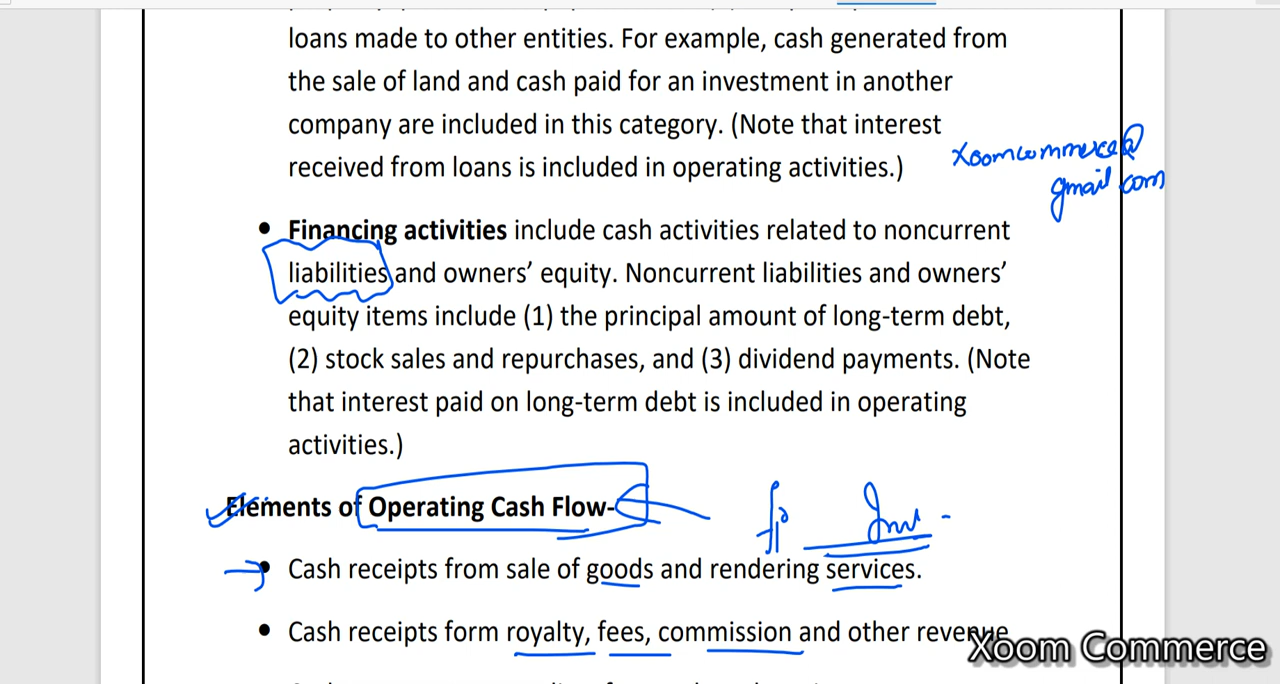 loans made to other entities. For example, cash generated from
the sale of land and cash paid for an investment in another
company are included in this category. (Note that interest
received from loans is included in operating activities.)
xoomcommerce@
gmail.com
• Financing activities include cash activities related to noncurrent
liabilities and owners’ equity. Noncurrent liabilities and owners’
equity items include (1) the principal amount of long-term debt,
(2) stock sales and repurchases, and (3) dividend payments. (Note
that interest paid on long-term debt is included in operating
activities.)
Elements of Operating Cash Flow-
• Cash receipts from sale of goods and rendering services.
• Cash receipts form royalty, fees, commission and other revenue
Xoom Commerce